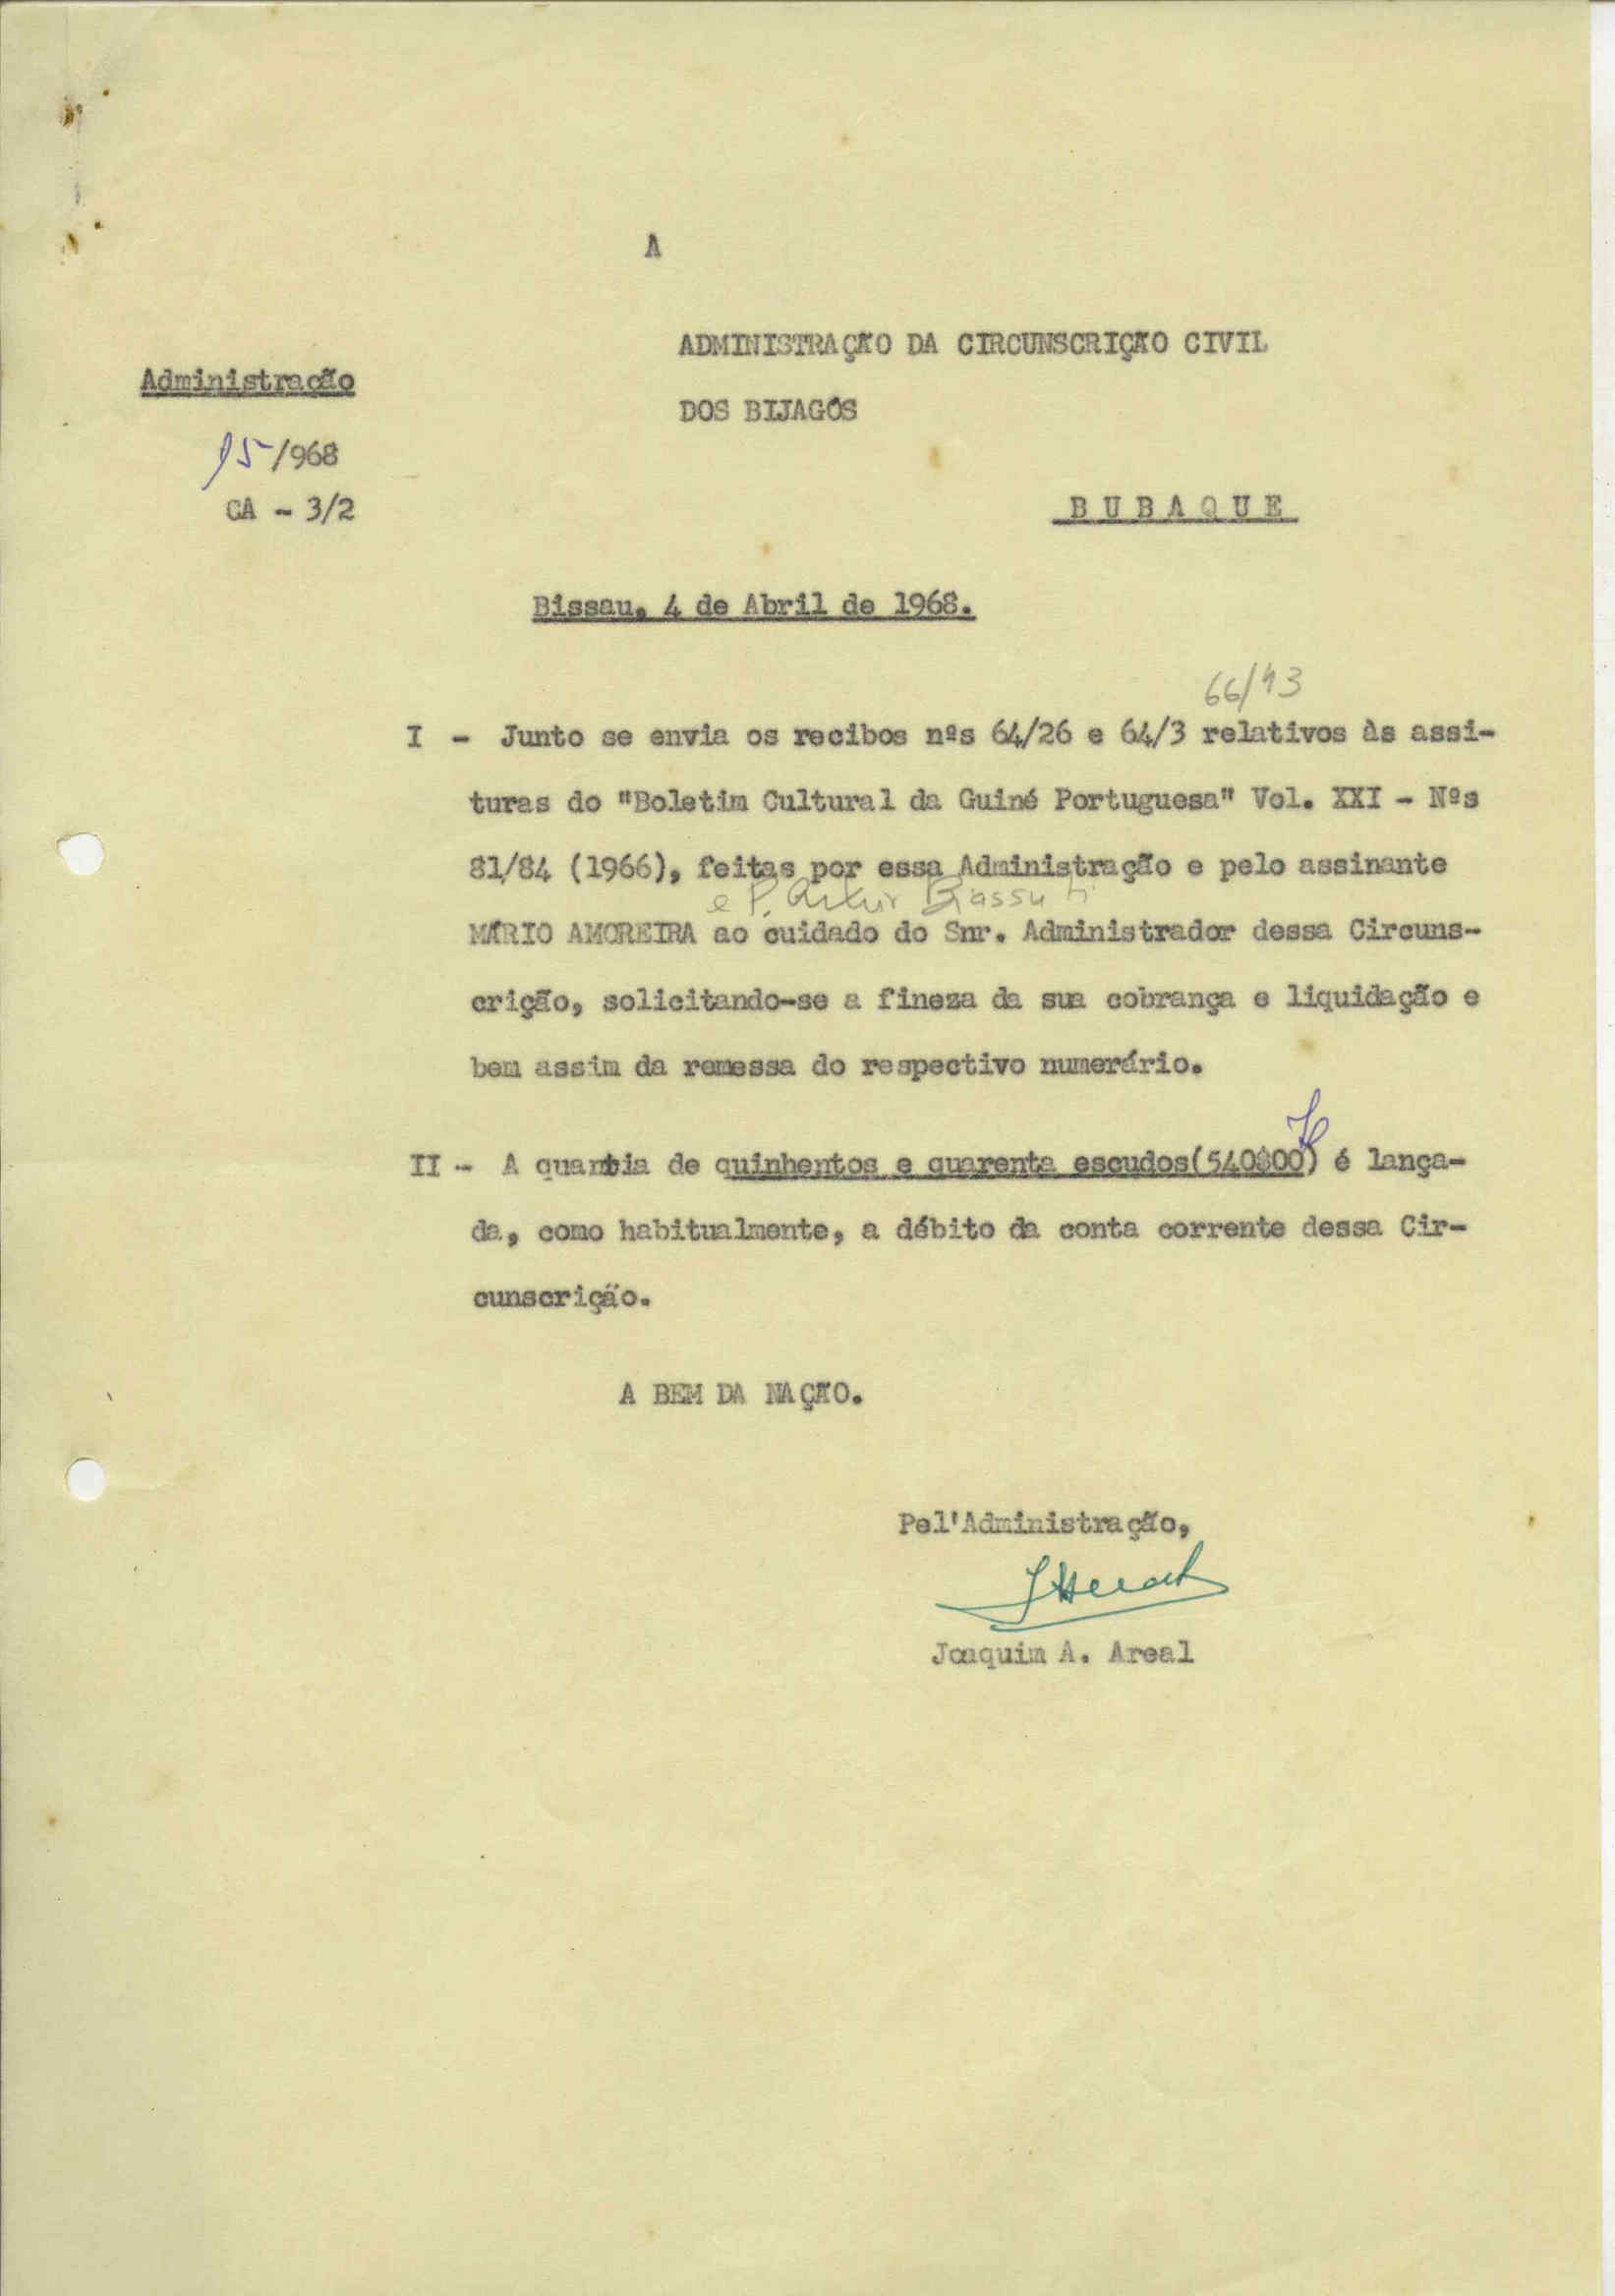 A
ADMINISTRAÇÃO DA CIRCUNSCRIÇÃO CIVIL
Administração
DOS BIJAGÓS
15/968
CA - 3/2
BUBAQUE
Bissau, 4 de Abril de 1968.
66/43
I - Junto se envia os recibos nºs 64/26 e 64/3 relativos às assi-
turas do "Boletim Cultural da Guiné Portuguesa" Vol. XXI - Nºs
81/84 (1966), feitas por essa Administração e pelo assinante
e P. Artur Biassuti
MÁRIO AMOREIRA ao cuidado do Snr. Administrador dessa Circuns-
crição, solicitando-se a fineza da sua cobrança e liquidação e
bem assim da remessa do respectivo numerário.
II - A quantia de quinhentos e quarenta escudos(540$00) é lança-
da, como habitualmente, a débito da conta corrente dessa Cir-
cunscrição.
A BEM DA NAÇÃO.
Pel'Administração,
Joaquim A. Areal